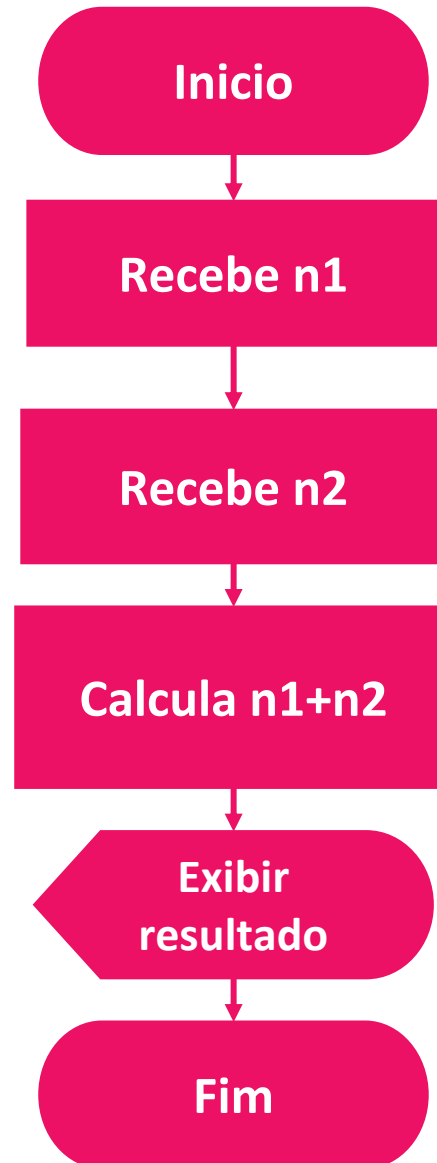 Inicio
Recebe n1
Recebe n2
Calcula n1+n2
Exibir
resultado
Fim